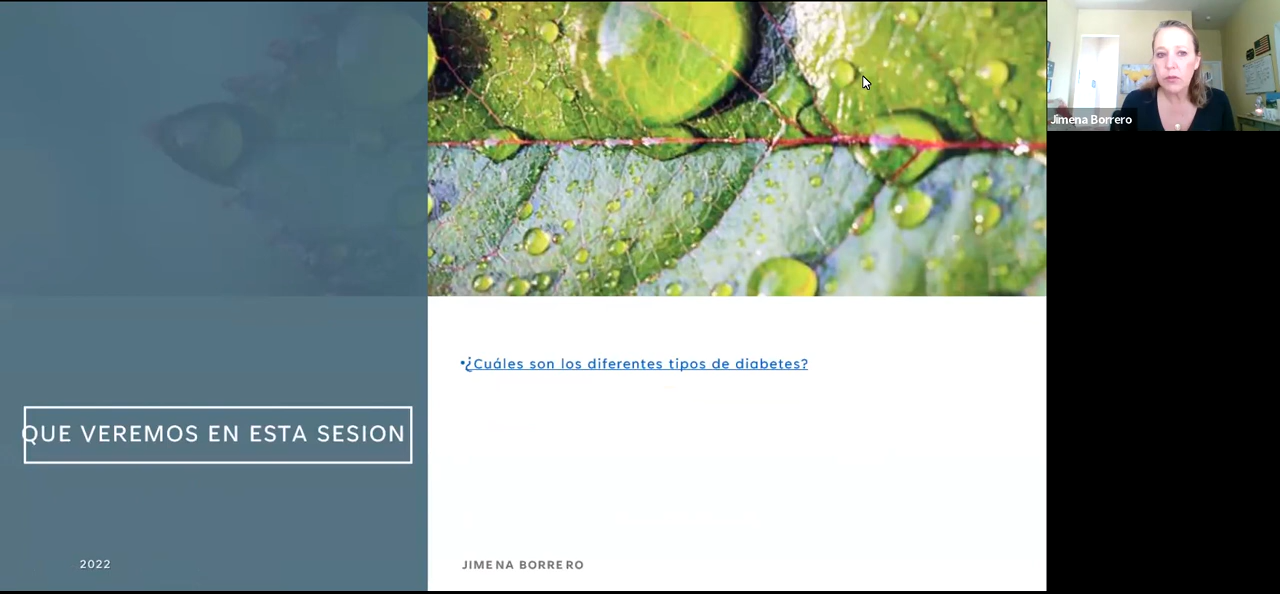 Jimena Borrero
•¿Cuáles son los diferentes tipos de diabetes?
QUE VEREMOS EN ESTA SESION
2022
JIMENA BORRERO